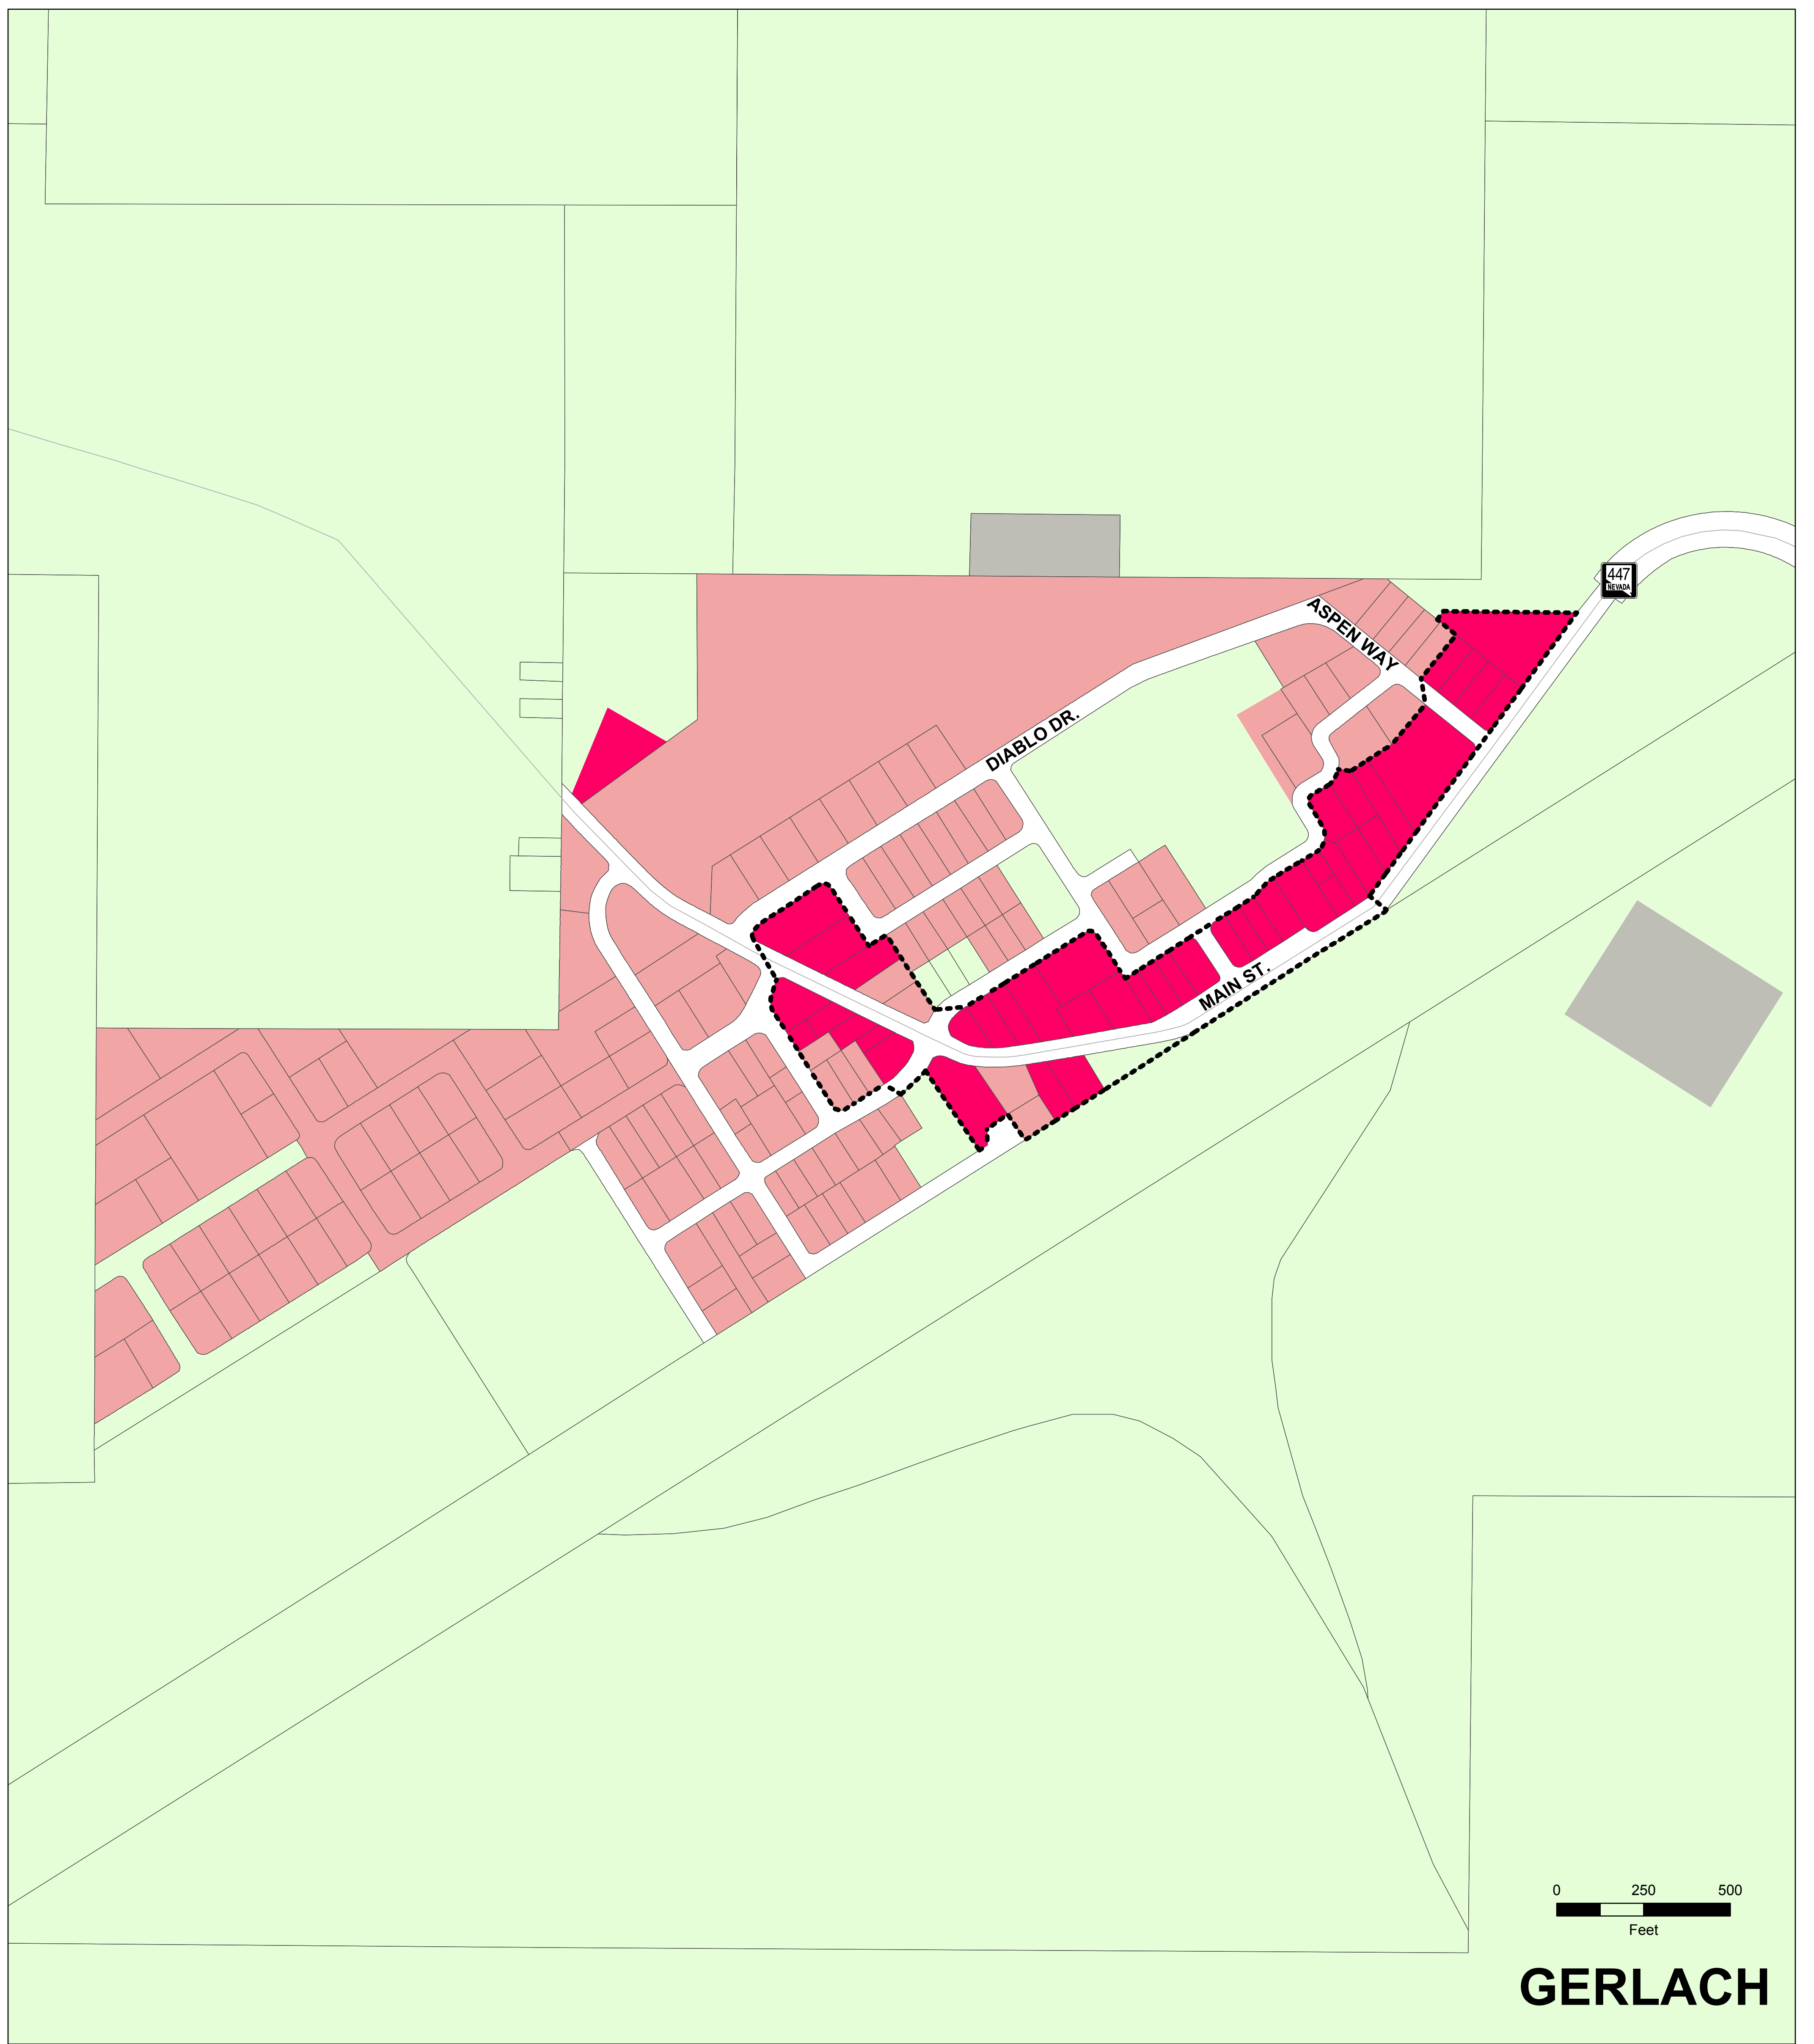 447
NEVADA
ASPEN WAY
DIABLO DR.
MAIN ST.
0 250 500
Feet
GERLACH